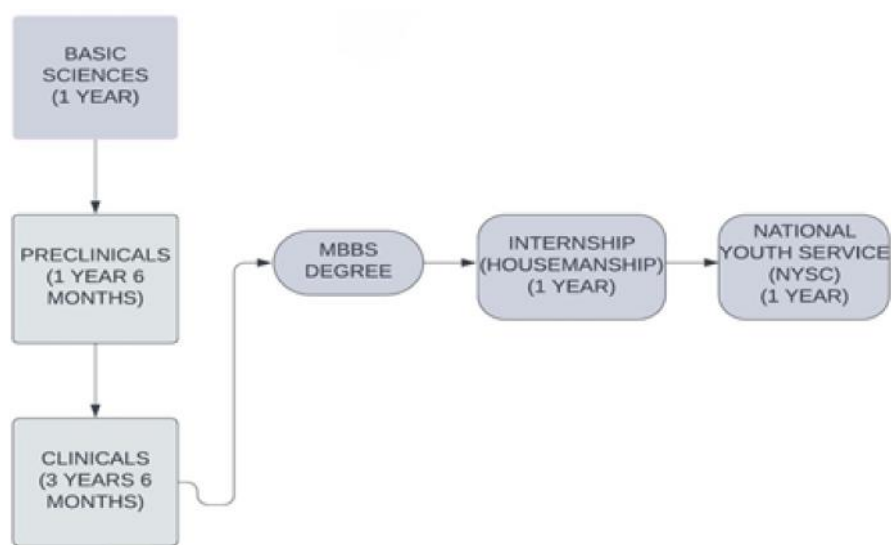 BASIC
SCIENCES
(1 YEAR)
PRECLINICALS
(1 YEAR 6
MONTHS)
CLINICALS
(3 YEARS 6
MONTHS)
MBBS
DEGREE
INTERNSHIP
(HOUSEMANSHIP)
(1 YEAR)
NATIONAL
YOUTH SERVICE
(NYSC)
(1 YEAR)